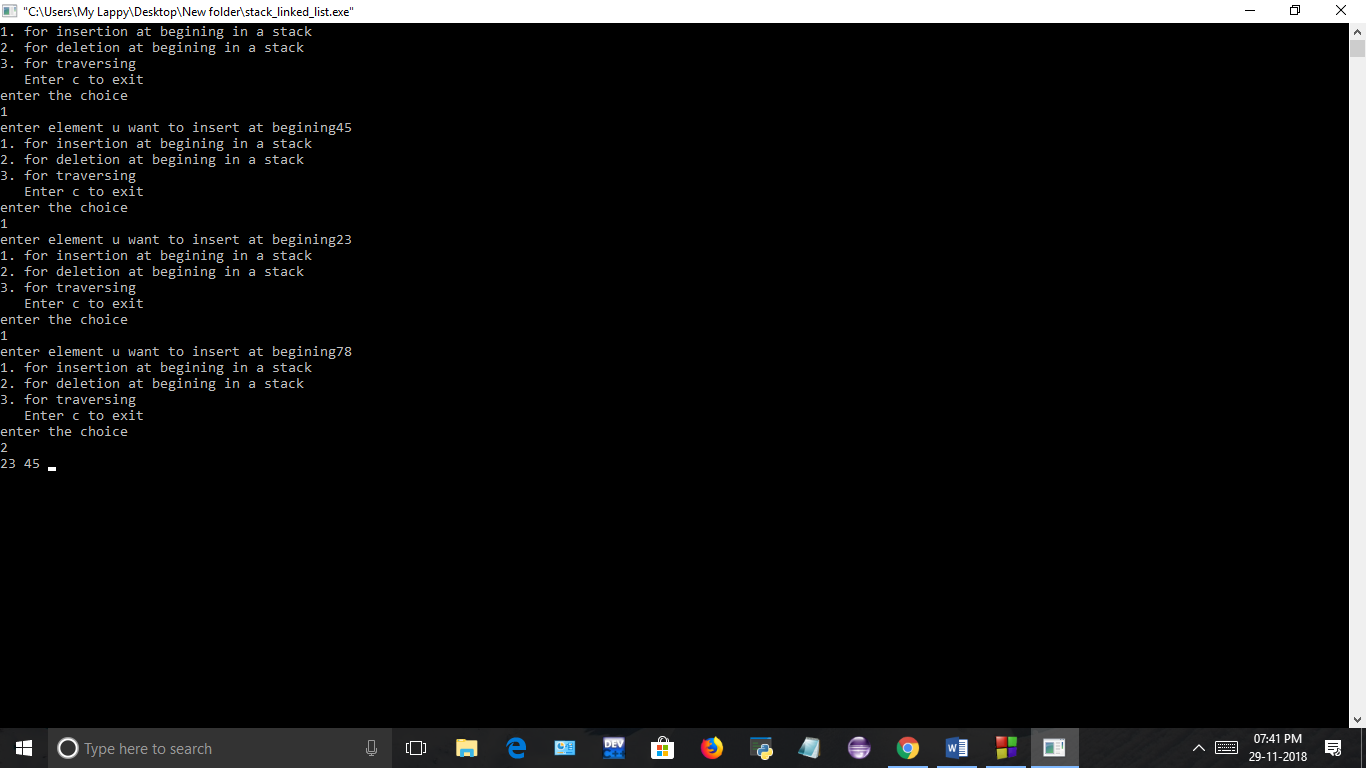 "C:\Users\My Lappy\Desktop\New folder\stack_linked_list.exe"
1. for insertion at begining in a stack
2. for deletion at begining in a stack
3. for traversing
   Enter c to exit
enter the choice
1
enter element u want to insert at begining45
1. for insertion at begining in a stack
2. for deletion at begining in a stack
3. for traversing
   Enter c to exit
enter the choice
1
enter element u want to insert at begining23
1. for insertion at begining in a stack
2. for deletion at begining in a stack
3. for traversing
   Enter c to exit
enter the choice
1
enter element u want to insert at begining78
1. for insertion at begining in a stack
2. for deletion at begining in a stack
3. for traversing
   Enter c to exit
enter the choice
2
23 45
Type here to search
DEV
07:41 PM
29-11-2018